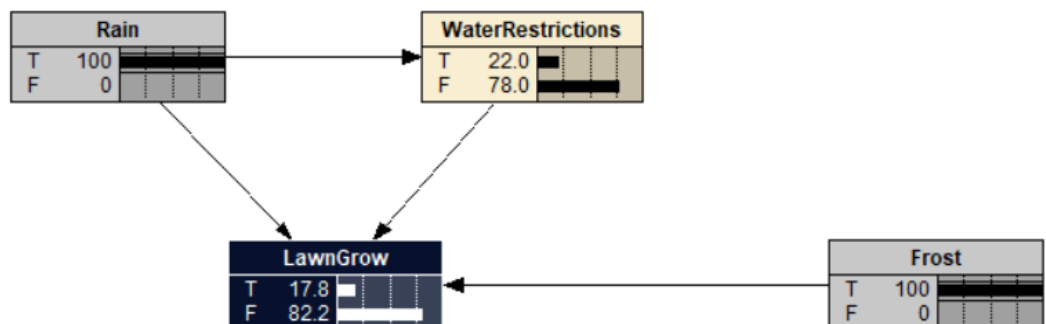 Rain
T 100
F 0
WaterRestrictions
T 22.0
F 78.0
LawnGrow
T 17.8
F 82.2
Frost
T 100
F 0